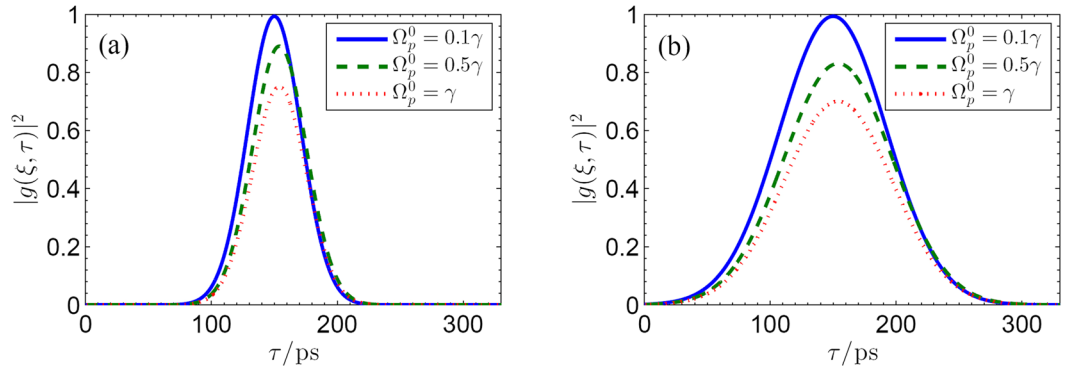 (a)
Ω_p^0 = 0.1γ
Ω_p^0 = 0.5γ
Ω_p^0 = γ
|g(ξ, τ)|^2
1
0.8
0.6
0.4
0.2
0
0 100 200 300
τ/ps
(b)
Ω_p^0 = 0.1γ
Ω_p^0 = 0.5γ
Ω_p^0 = γ
|g(ξ, τ)|^2
1
0.8
0.6
0.4
0.2
0
0 100 200 300
τ/ps